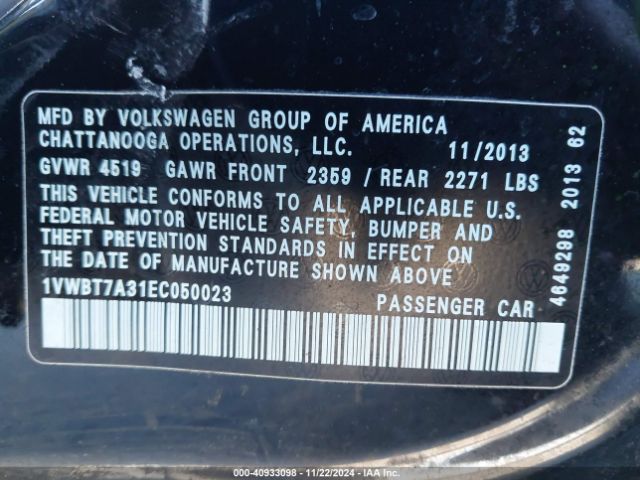 MFD BY VOLKSWAGEN GROUP OF AMERICA
CHATTANOOGA OPERATIONS, LLC. 11/2013
GVWR 4519 GAWR FRONT 2359 / REAR 2271 LBS
THIS VEHICLE CONFORMS TO ALL APPLICABLE U.S.
FEDERAL MOTOR VEHICLE SAFETY, BUMPER AND
THEFT PREVENTION STANDARDS IN EFFECT ON
THE DATE OF MANUFACTURE SHOWN ABOVE
1VWBT7A31EC050023 PASSENGER CAR
4649298 2013 62
000-40933098 - 11/22/2024 -